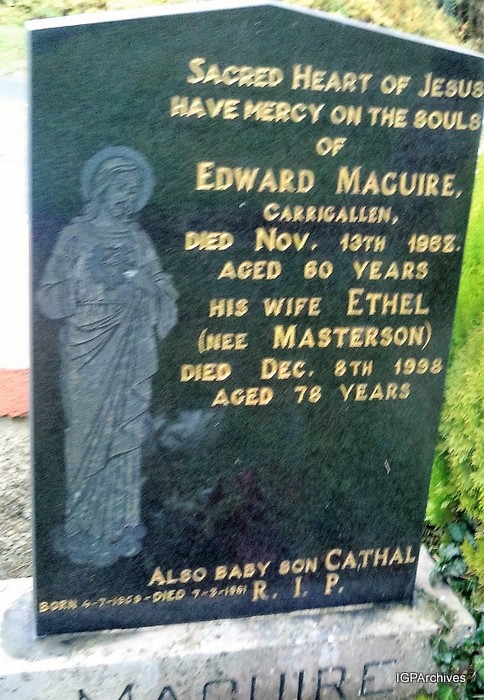 SACRED HEART OF JESUS
HAVE MERCY ON THE SOULS
OF
EDWARD MAGUIRE,
CARRIGALLEN,
DIED NOV. 13TH 1962.
AGED 60 YEARS
HIS WIFE ETHEL
(NEE MASTERSON)
DIED DEC. 8TH 1998
AGED 78 YEARS
ALSO BABY SON CATHAL
BORN 4-7-1959 - DIED 7-3-1961 R. I. P.
MAGUIRE
IGPArchives